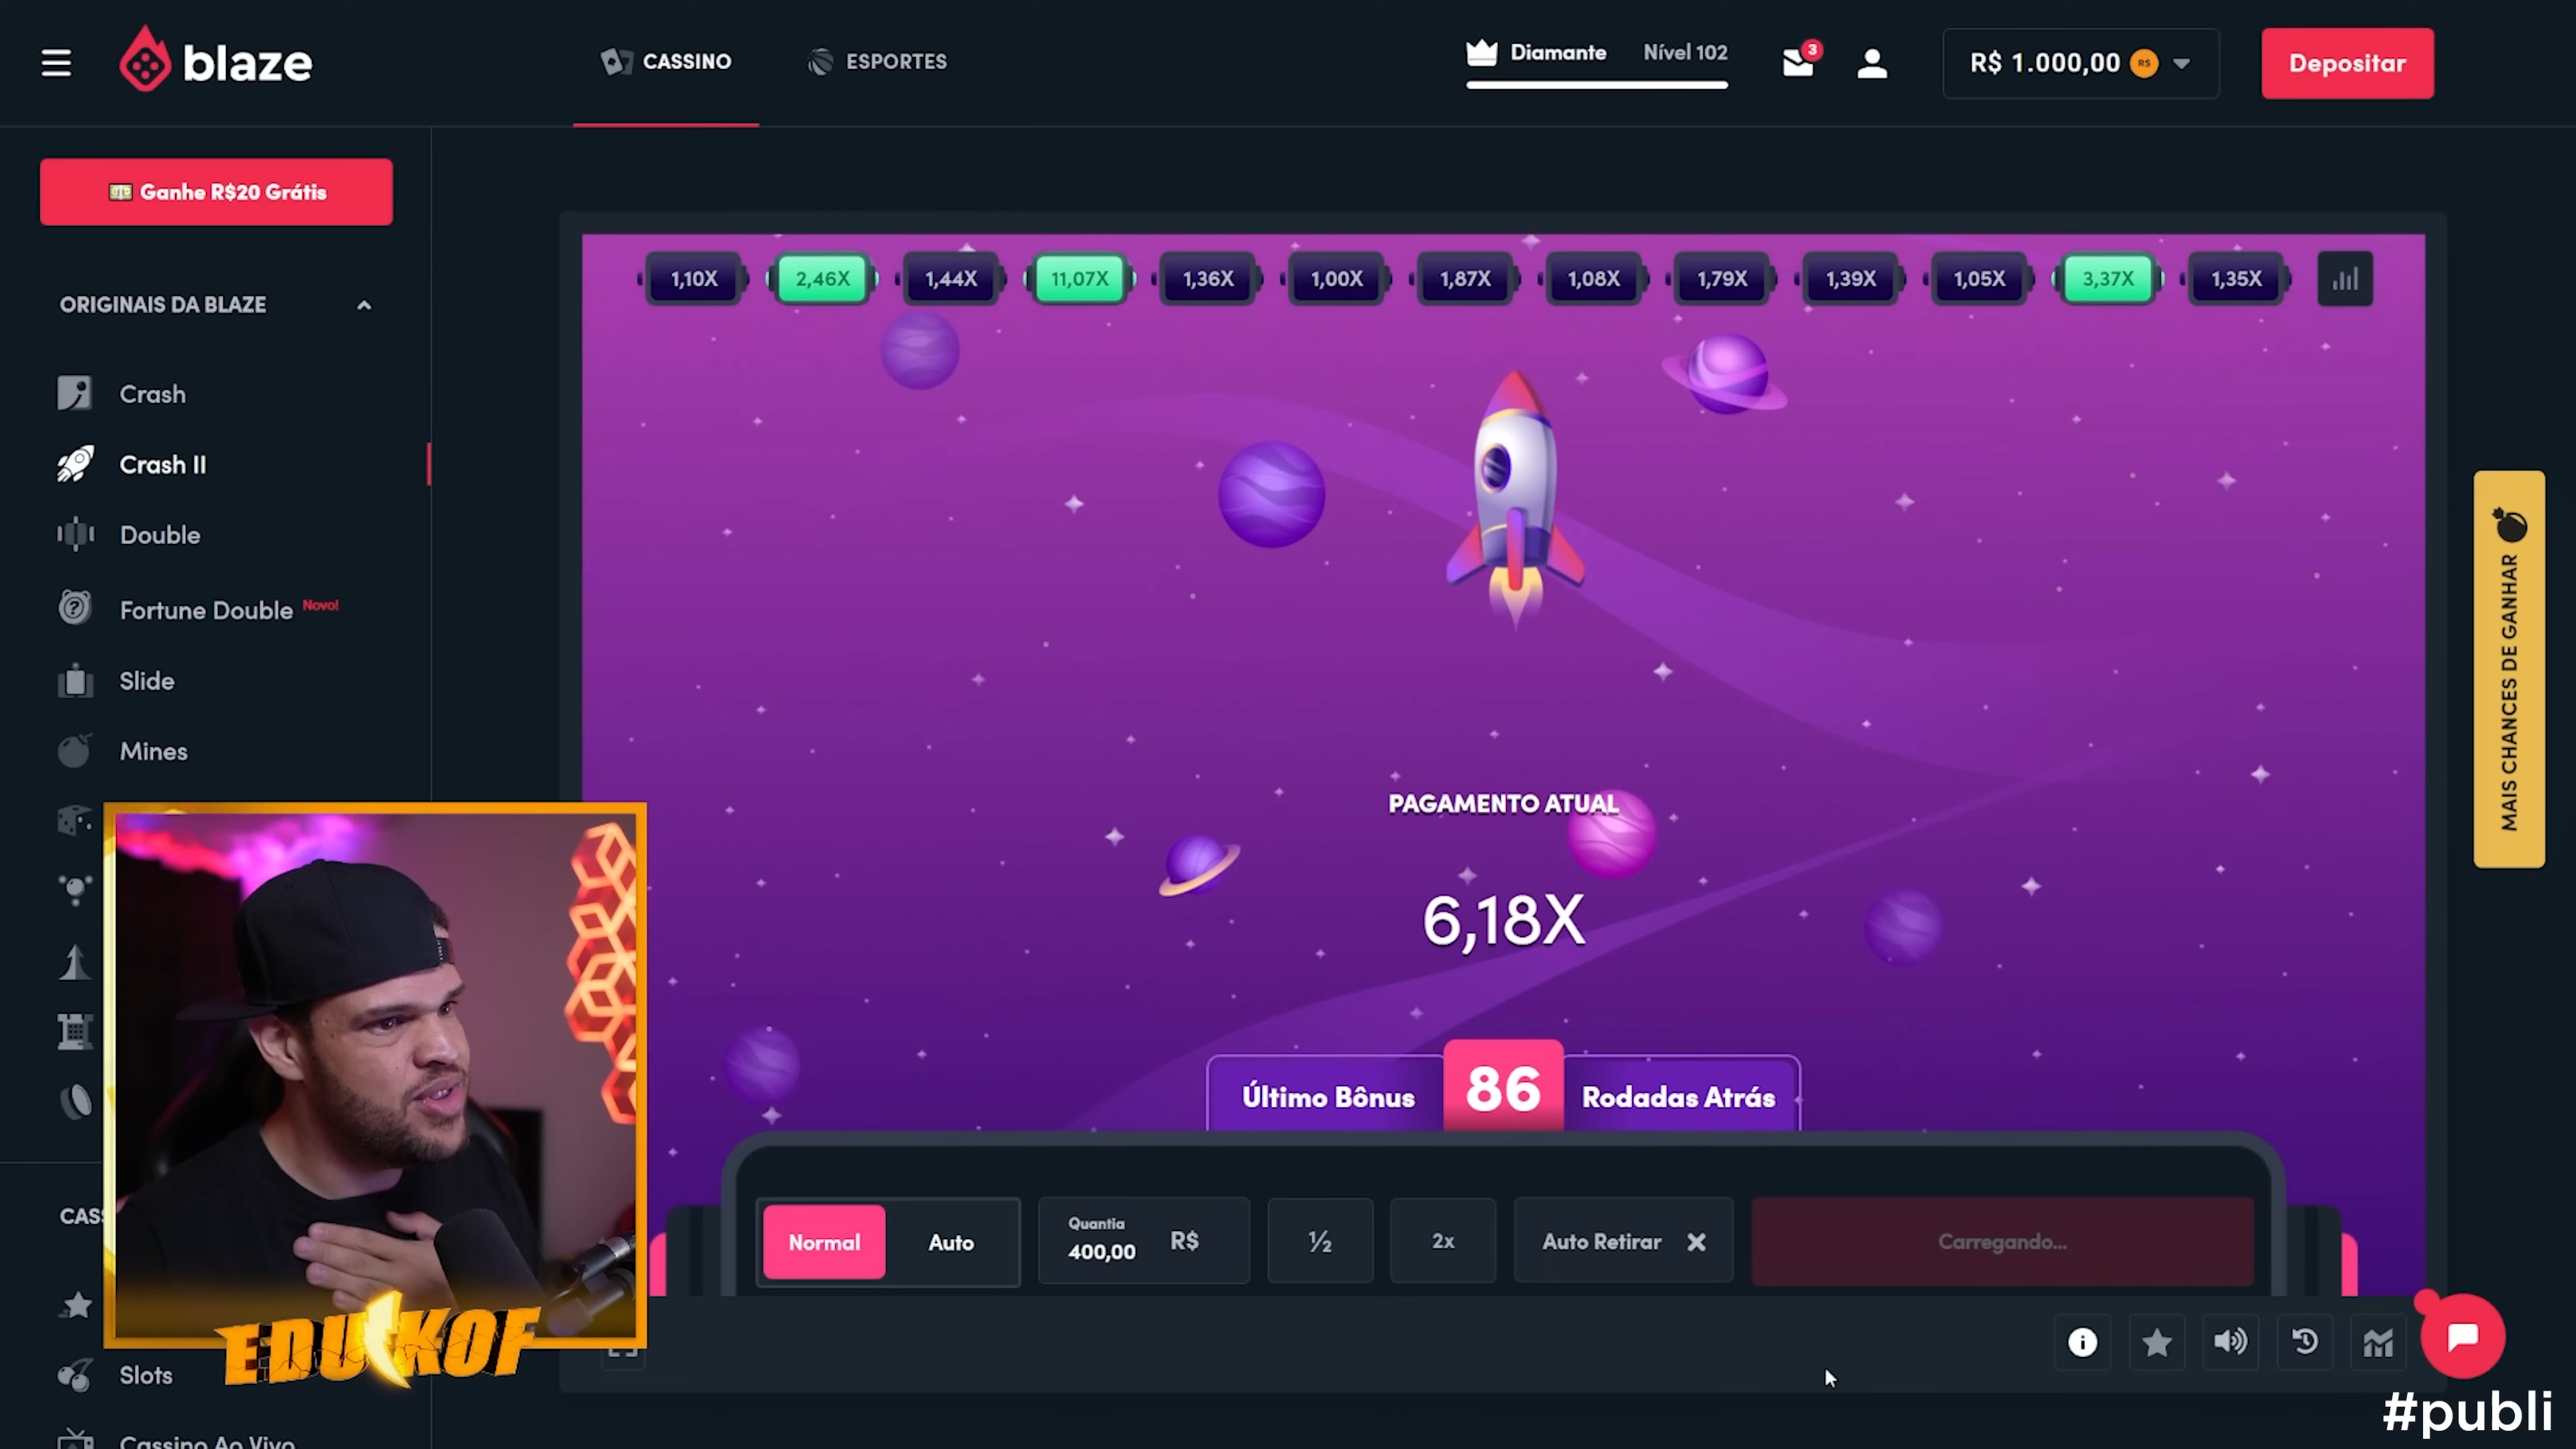 blaze
CASSINO
ESPORTES
Diamante
Nível 102
3
R$ 1.000,00
R$
Depositar
Ganhe R$20 Grátis
ORIGINAIS DA BLAZE
Crash
Crash II
Double
Fortune Double Novo!
Slide
Mines
CAS
Slots
Cassino Ao Vivo
1,10X
2,46X
1,44X
11,07X
1,36X
1,00X
1,87X
1,08X
1,79X
1,39X
1,05X
3,37X
1,35X
PAGAMENTO ATUAL
6,18X
Último Bônus
86
Rodadas Atrás
Normal
Auto
Quantia
400,00
R$
½
2x
Auto Retirar
Carregando...
MAIS CHANCES DE GANHAR
EDUKOF
#publi